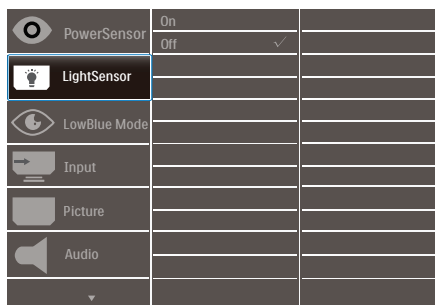 PowerSensor
On
Off
LightSensor
LowBlue Mode
Input
Picture
Audio